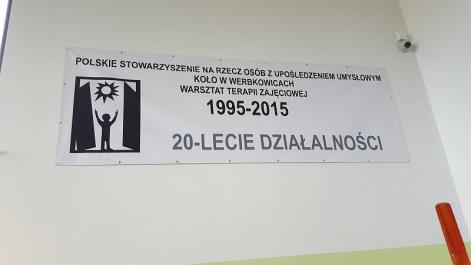 POLSKIE STOWARZYSZENIE NA RZECZ OSÓB Z UPOŚLEDZENIEM UMYSŁOWYM
KOŁO W WERBKOWICACH
WARSZTAT TERAPII ZAJĘCIOWEJ
1995-2015
20-LECIE DZIAŁALNOŚCI